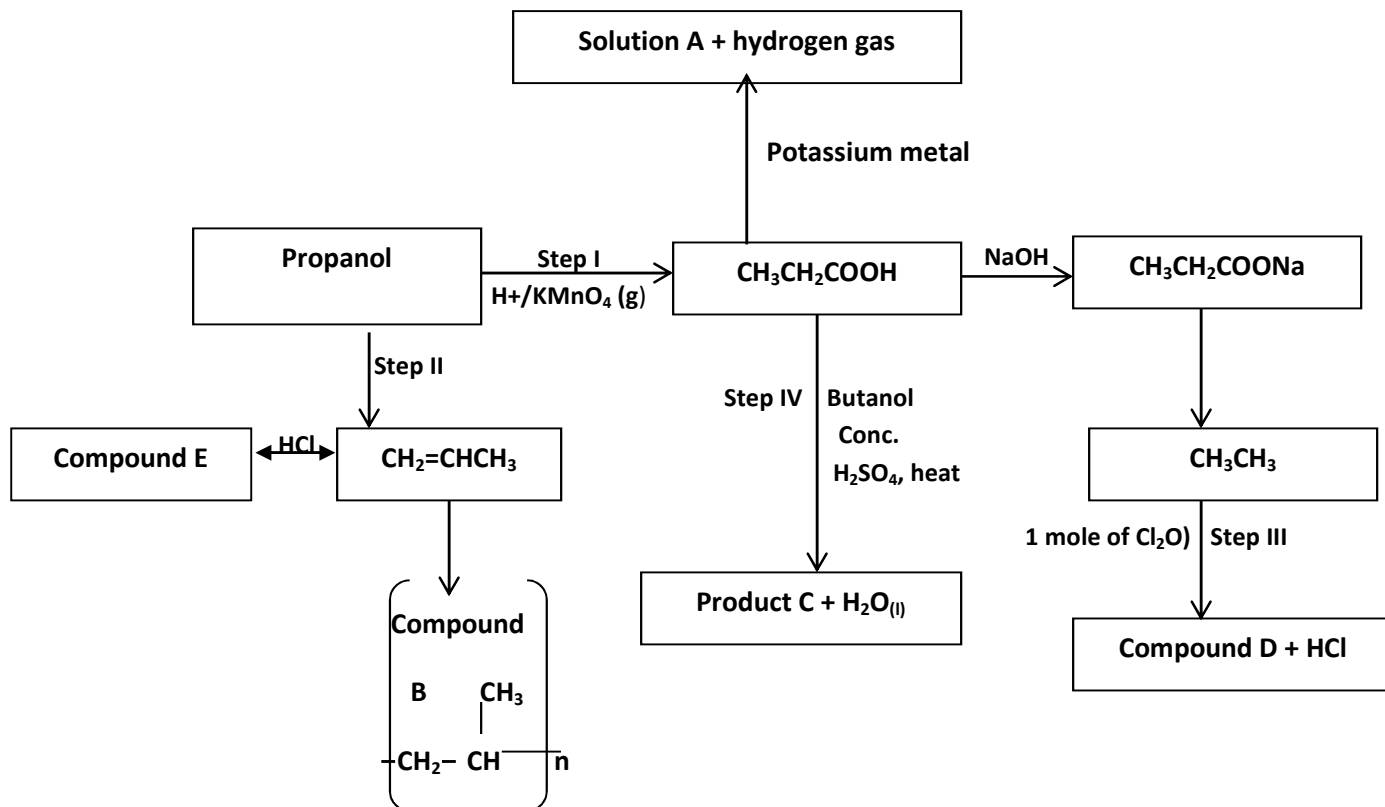 Solution A + hydrogen gas
Potassium metal
Propanol
Step I
H+/KMnO₄ (g)
CH₃CH₂COOH
NaOH
CH₃CH₂COONa
Step II
Step IV
Butanol
Conc.
H₂SO₄, heat
Compound E
HCl
CH₂=CHCH₃
CH₃CH₃
1 mole of Cl₂O)
Step III
Compound
B
CH₃
–CH₂– CH
n
Product C + H₂O₍l₎
Compound D + HCl